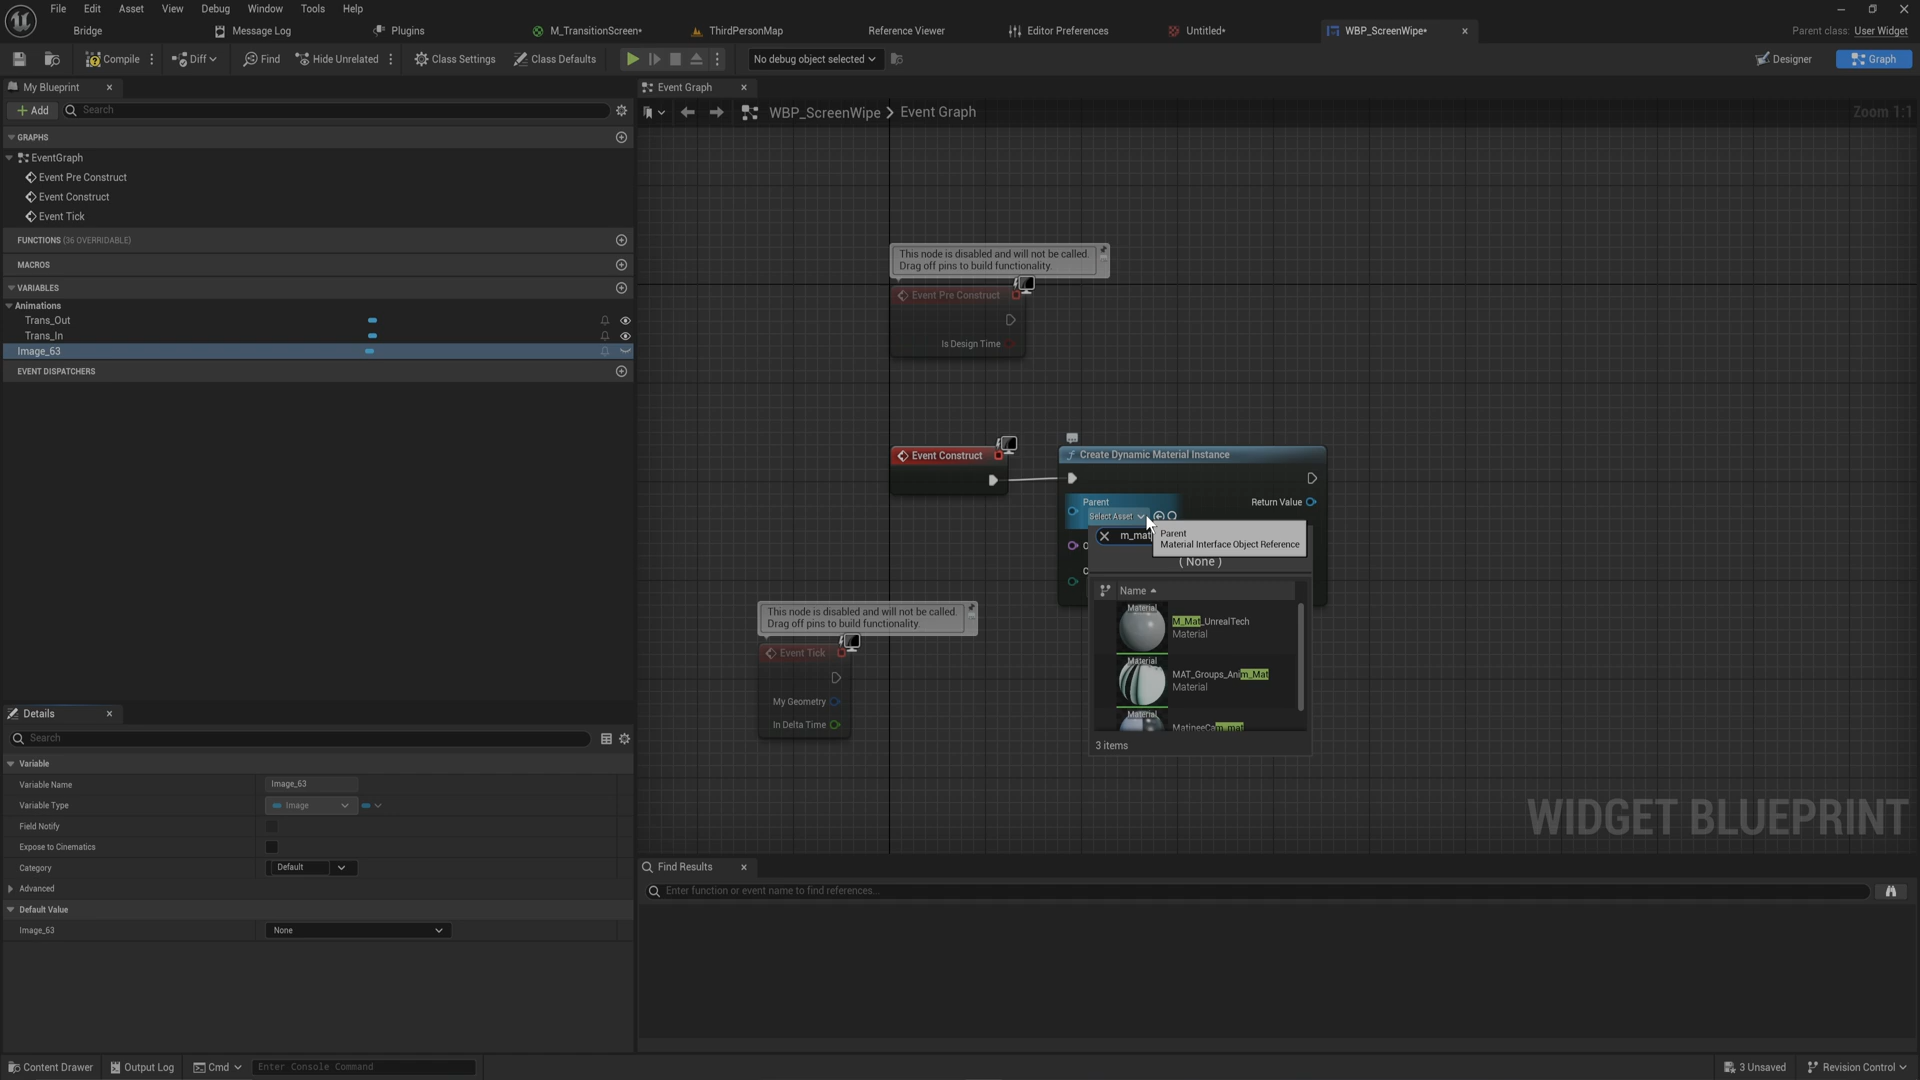 File Edit Asset View Debug Window Tools Help
Bridge Message Log Plugins M_TransitionScreen* ThirdPersonMap Reference Viewer Editor Preferences Untitled* WBP_ScreenWipe* Parent class: User Widget
Compile Diff Find Hide Unrelated Class Settings Class Defaults No debug object selected Designer Graph
My Blueprint
Add Search
GRAPHS
EventGraph
Event Pre Construct
Event Construct
Event Tick
FUNCTIONS (36 OVERRIDABLE)
MACROS
VARIABLES
Animations
Trans_Out
Trans_In
Image_63
EVENT DISPATCHERS
Details
Search
Variable
Variable Name Image_63
Variable Type Image
Field Notify
Expose to Cinematics
Category Default
Advanced
Default Value
Image_63 None
Event Graph
WBP_ScreenWipe > Event Graph Zoom 1:1
This node is disabled and will not be called.
Drag off pins to build functionality.
Event Pre Construct
Is Design Time
Event Construct
Create Dynamic Material Instance
Parent
Select Asset
Return Value
m_mat
Parent
Material Interface Object Reference
( None )
Name
Material
M_Mat_UnrealTech
Material
Material
MAT_Groups_Anim_Mat
Material
Material
MatineeCam_mat
3 items
This node is disabled and will not be called.
Drag off pins to build functionality.
Event Tick
My Geometry
In Delta Time
WIDGET BLUEPRINT
Find Results
Enter function or event name to find references...
Content Drawer Output Log Cmd Enter Console Command 3 Unsaved Revision Control